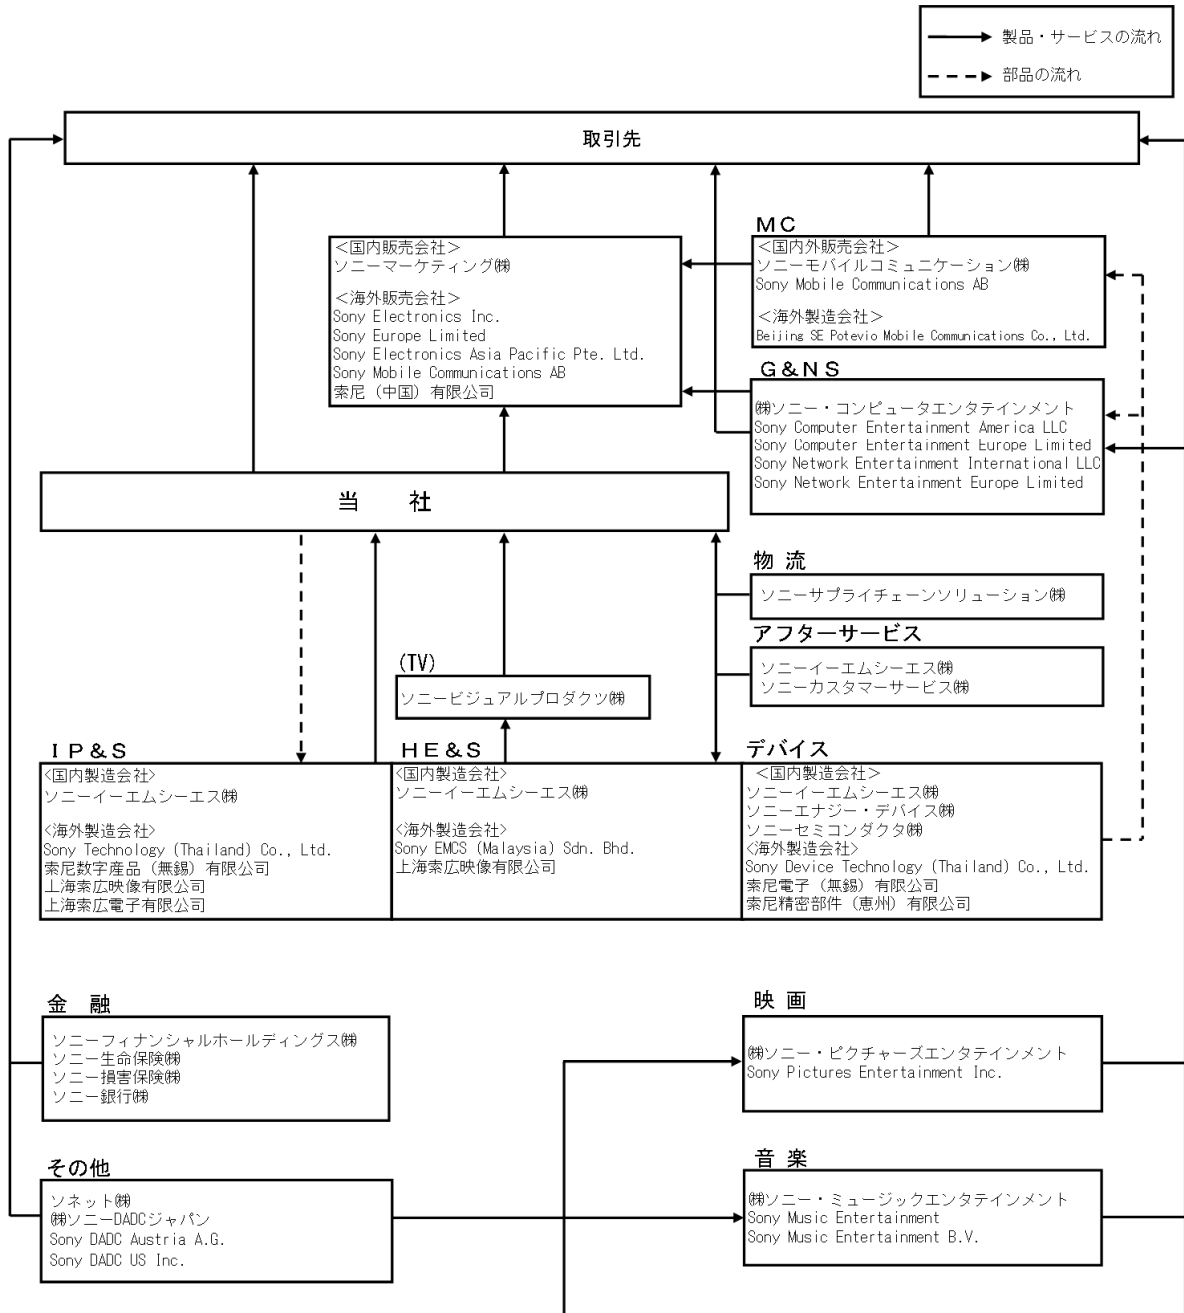 製品・サービスの流れ
部品の流れ
取引先
<国内販売会社>
ソニーマーケティング㈱
<海外販売会社>
Sony Electronics Inc.
Sony Europe Limited
Sony Electronics Asia Pacific Pte. Ltd.
Sony Mobile Communications AB
索尼(中国)有限公司
MC
<国内外販売会社>
ソニーモバイルコミュニケーション㈱
Sony Mobile Communications AB
<海外製造会社>
Beijing SE Potevio Mobile Communications Co., Ltd.
G&NS
㈱ソニー・コンピュータエンタテインメント
Sony Computer Entertainment America LLC
Sony Computer Entertainment Europe Limited
Sony Network Entertainment International LLC
Sony Network Entertainment Europe Limited
当 社
物 流
ソニーサプライチェーンソリューション㈱
アフターサービス
ソニーイーエムシーエス㈱
ソニーカスタマーサービス㈱
(TV)
ソニービジュアルプロダクツ㈱
IP&S
<国内製造会社>
ソニーイーエムシーエス㈱
<海外製造会社>
Sony Technology (Thailand) Co., Ltd.
索尼数字産品(無錫)有限公司
上海索広映像有限公司
上海索広電子有限公司
HE&S
<国内製造会社>
ソニーイーエムシーエス㈱
<海外製造会社>
Sony EMCS (Malaysia) Sdn. Bhd.
上海索広映像有限公司
デバイス
<国内製造会社>
ソニーイーエムシーエス㈱
ソニーエナジー・デバイス㈱
ソニーセミコンダクタ㈱
<海外製造会社>
Sony Device Technology (Thailand) Co., Ltd.
索尼電子(無錫)有限公司
索尼精密部件(恵州)有限公司
金 融
ソニーフィナンシャルホールディングス㈱
ソニー生命保険㈱
ソニー損害保険㈱
ソニー銀行㈱
映 画
㈱ソニー・ピクチャーズエンタテインメント
Sony Pictures Entertainment Inc.
その他
ソネット㈱
㈱ソニーDADCジャパン
Sony DADC Austria A.G.
Sony DADC US Inc.
音 楽
㈱ソニー・ミュージックエンタテインメント
Sony Music Entertainment
Sony Music Entertainment B.V.